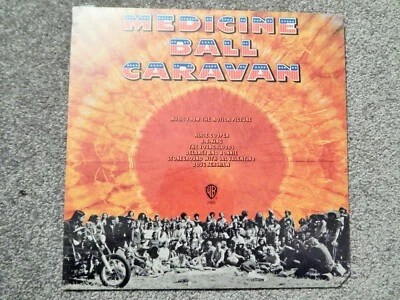 MEDICINE
BALL
CARAVAN
MUSIC FROM THE MOTION PICTURE
ALICE COOPER
B.B. KING
THE YOUNGBLOODS
DELANEY AND BONNIE
STONEGROUND WITH SAL VALENTINO
DOUG KERSHAW
WB